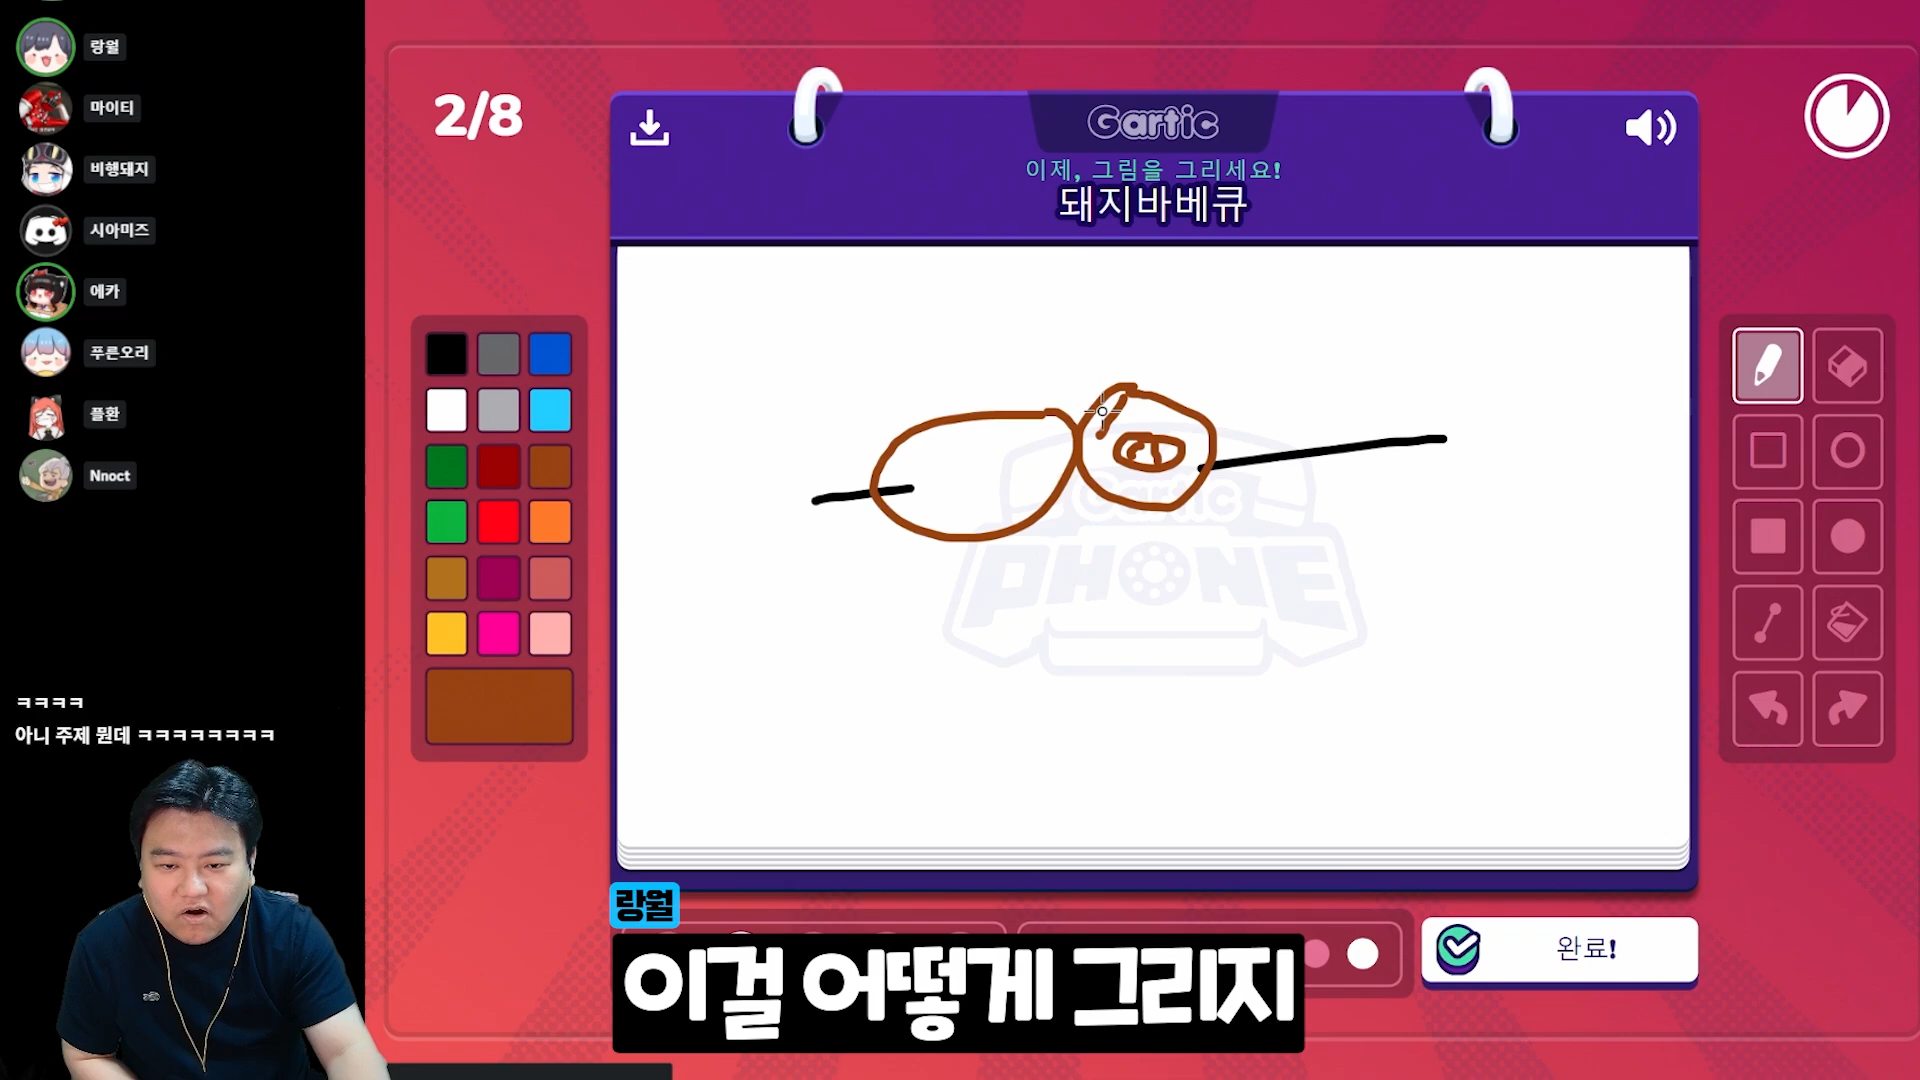 랑월
마이티
비행돼지
시아미즈
에카
푸른오리
플환
Nnoct
ㅋㅋㅋㅋ
아니 주제 뭔데 ㅋㅋㅋㅋㅋㅋㅋㅋ
2/8
Gartic
이제, 그림을 그리세요!
돼지바베큐
Gartic
PHONE
랑월
이걸 어떻게 그리지
완료!